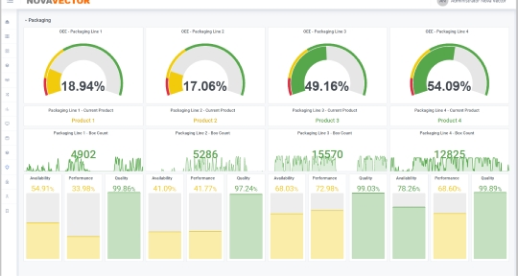 NOVAVECTOR
Administrator Nova Vector
- Packaging
OEE - Packaging Line 1
OEE - Packaging Line 2
OEE - Packaging Line 3
OEE - Packaging Line 4
18.94%
17.06%
49.16%
54.09%
Packaging Line 1 - Current Product
Packaging Line 2 - Current Product
Packaging Line 3 - Current Product
Packaging Line 4 - Current Product
Product 1
Product 2
Product 3
Product 4
Packaging Line 1 - Box Count
Packaging Line 2 - Box Count
Packaging Line 3 - Box Count
Packaging Line 4 - Box Count
4902
5286
15570
12825
Availability Performance Quality Availability Performance Quality Availability Performance Quality Availability Performance Quality
54.91% 33.98% 99.86% 41.09% 41.77% 97.24% 68.03% 72.98% 99.03% 78.26% 68.60% 99.89%